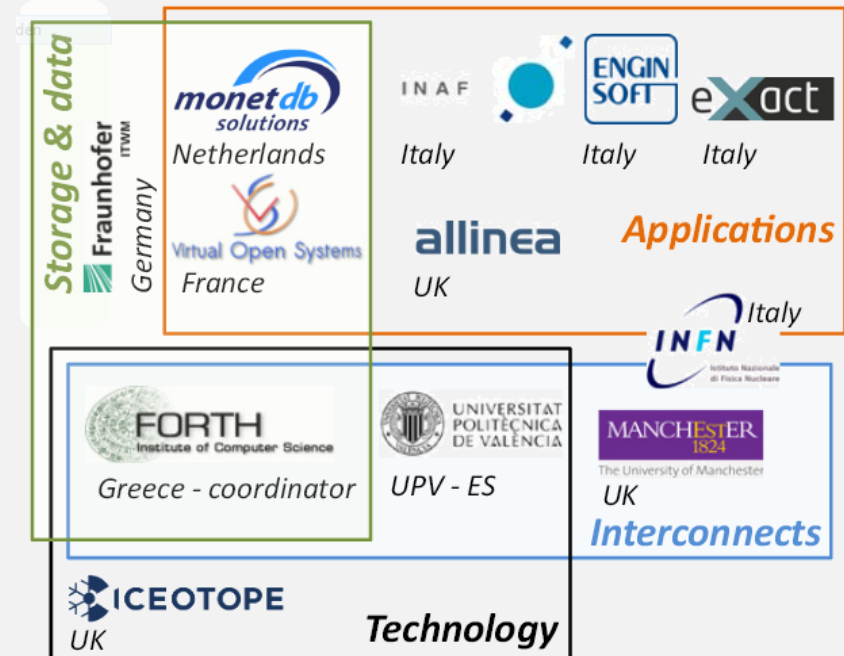 den
Storage & data
Fraunhofer
ITWM
Germany
monetdb
solutions
Netherlands
Virtual Open Systems
France
INAF
Italy
ENGIN
SOFT
Italy
eXact
Italy
allinea
UK
Applications
INFN
Istituto Nazionale
di Fisica Nucleare
Italy
FORTH
Institute of Computer Science
Greece - coordinator
UNIVERSITAT
POLITÈCNICA
DE VALÈNCIA
UPV - ES
MANCHESTER
1824
The University of Manchester
UK
Interconnects
ICEOTOPE
UK
Technology